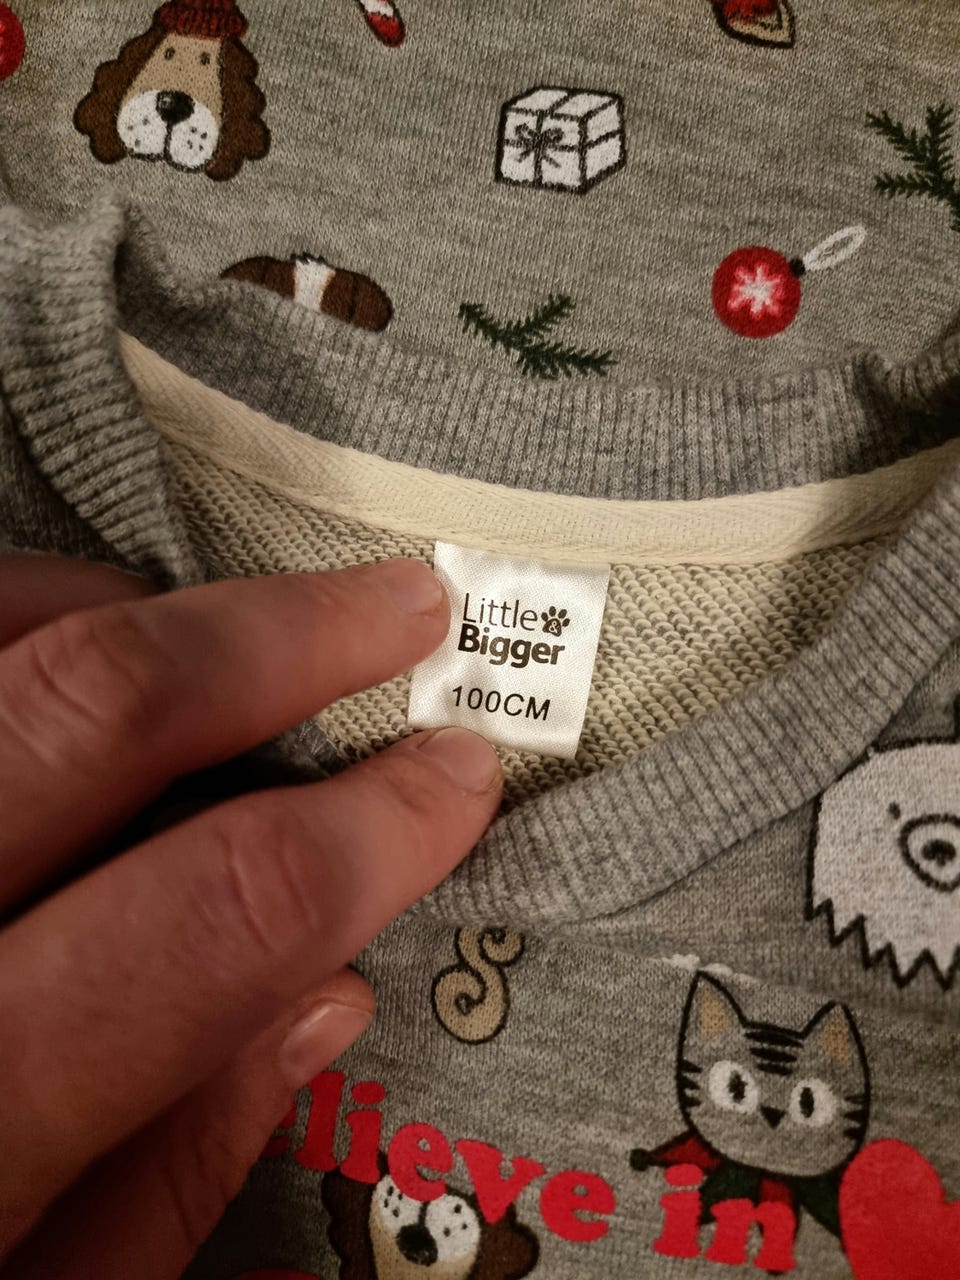 Little &
Bigger
100CM
elieve in